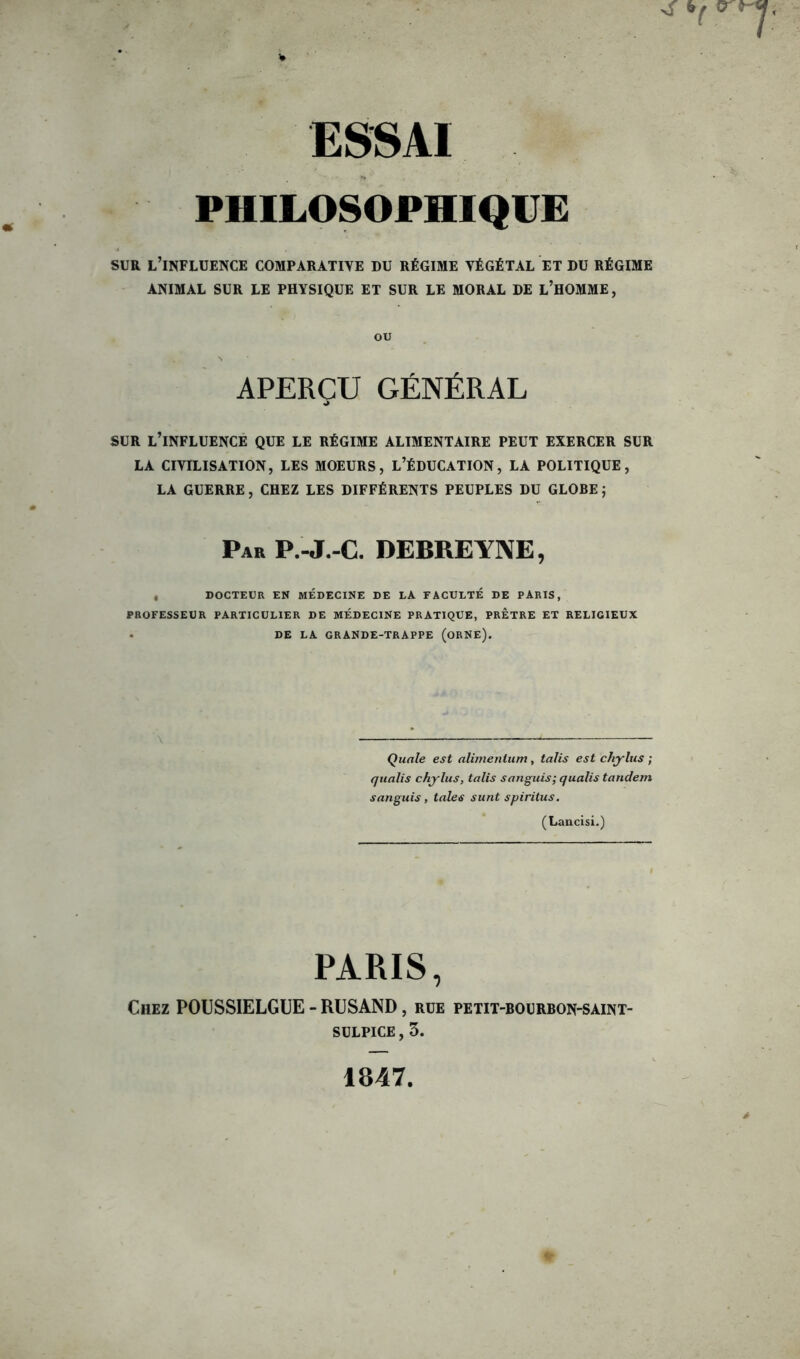 ESSAI
PHILOSOPHIQUE
SUR L'INFLUENCE COMPARATIVE DU RÉGIME VÉGÉTAL ET DU RÉGIME
ANIMAL SUR LE PHYSIQUE ET SUR LE MORAL DE L'HOMME,
OU
APERÇU GÉNÉRAL
SUR L'INFLUENCE QUE LE RÉGIME ALIMENTAIRE PEUT EXERCER SUR
LA CIVILISATION, LES MOEURS, L'ÉDUCATION, LA POLITIQUE,
LA GUERRE, CHEZ LES DIFFÉRENTS PEUPLES DU GLOBE;
PAR P.-J.-C. DEBREYNE,
DOCTEUR EN MÉDECINE DE LA FACULTÉ DE PARIS,
PROFESSEUR PARTICULIER DE MÉDECINE PRATIQUE, PRÊTRE ET RELIGIEUX
DE LA GRANDE-TRAPPE (ORNE).
Quale est alimentum, talis est chylus;
qualis chylus, talis sanguis; qualis tandem
sanguis, tales sunt spiritus.
(Lancisi.)
PARIS,
CHEZ POUSSIELGUE-RUSAND, RUE PETIT-BOURBON-SAINT-
SULPICE, 3.
1847.